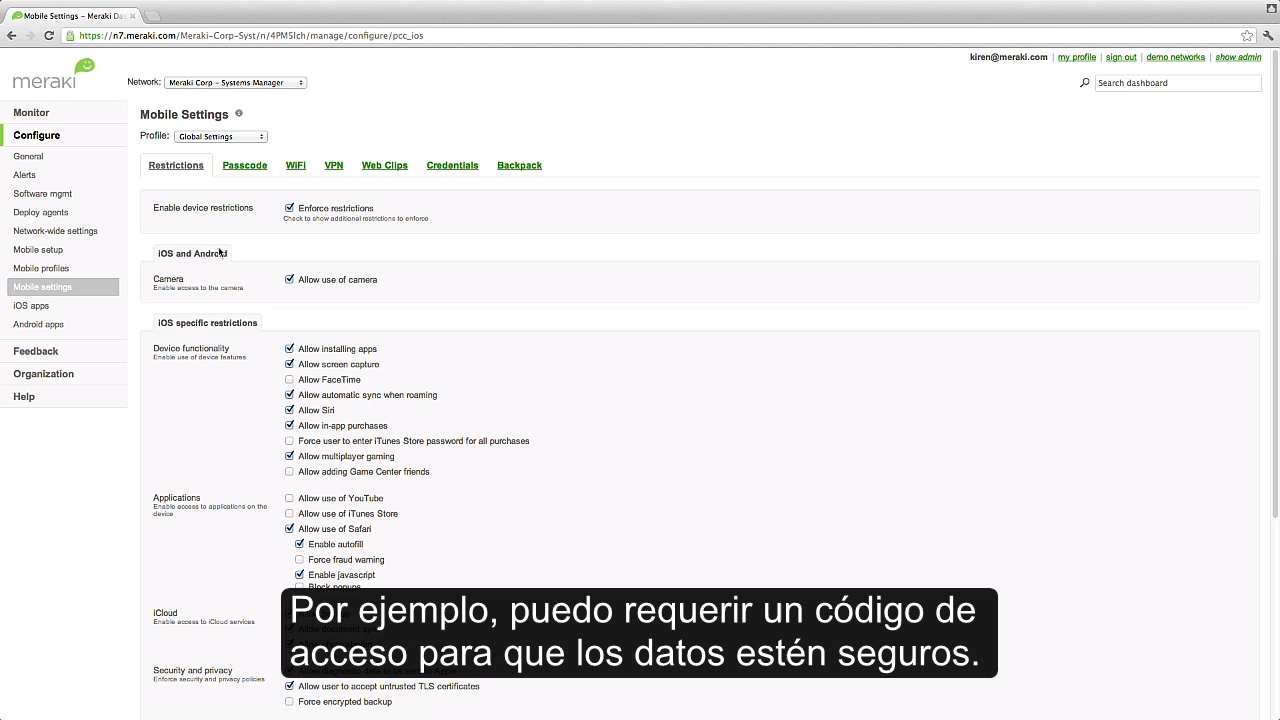 Mobile Settings – Meraki Da
https://n7.meraki.com/Meraki-Corp-Syst/n/4PMSIch/manage/configure/pcc_ios
kiren@meraki.com | my profile | sign out | demo networks | show admin
meraki
Network: Meraki Corp – Systems Manager
Search dashboard
Monitor
Configure
General
Alerts
Software mgmt
Deploy agents
Network-wide settings
Mobile setup
Mobile profiles
Mobile settings
iOS apps
Android apps
Feedback
Organization
Help
Mobile Settings
Profile: Global Settings
Restrictions Passcode WiFi VPN Web Clips Credentials Backpack
Enable device restrictions
Enforce restrictions
Check to show additional restrictions to enforce
iOS and Android
Camera
Enable access to the camera
Allow use of camera
iOS specific restrictions
Device functionality
Enable use of device features
Allow installing apps
Allow screen capture
Allow FaceTime
Allow automatic sync when roaming
Allow Siri
Allow in-app purchases
Force user to enter iTunes Store password for all purchases
Allow multiplayer gaming
Allow adding Game Center friends
Applications
Enable access to applications on the
device
Allow use of YouTube
Allow use of iTunes Store
Allow use of Safari
Enable autofill
Force fraud warning
Enable javascript
Block popups
iCloud
Enable access to iCloud services
Security and privacy
Enforce security and privacy policies
Allow user to accept untrusted TLS certificates
Force encrypted backup
Por ejemplo, puedo requerir un código de
acceso para que los datos estén seguros.